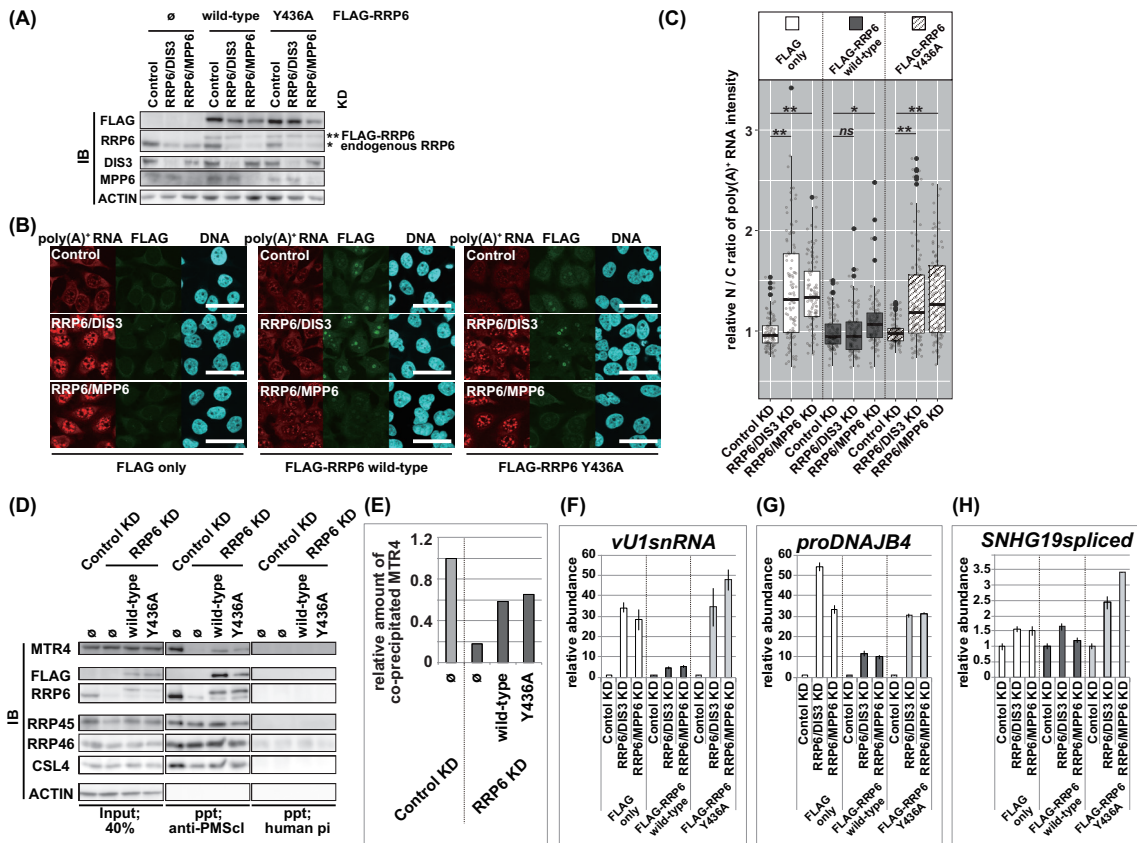 (A)
ø wild-type Y436A FLAG-RRP6
Control
RRP6/DIS3
RRP6/MPP6
Control
RRP6/DIS3
RRP6/MPP6
Control
RRP6/DIS3
RRP6/MPP6
KD
IB
FLAG
RRP6
** FLAG-RRP6
* endogenous RRP6
DIS3
MPP6
ACTIN
(B)
poly(A)+ RNA FLAG DNA poly(A)+ RNA FLAG DNA poly(A)+ RNA FLAG DNA
Control Control Control
RRP6/DIS3 RRP6/DIS3 RRP6/DIS3
RRP6/MPP6 RRP6/MPP6 RRP6/MPP6
FLAG only FLAG-RRP6 wild-type FLAG-RRP6 Y436A
(C)
FLAG
only
FLAG-RRP6
wild-type
FLAG-RRP6
Y436A
relative N / C ratio of poly(A)+ RNA intensity
3
2
1
** * **
** ns **
Control KD
RRP6/DIS3 KD
RRP6/MPP6 KD
Control KD
RRP6/DIS3 KD
RRP6/MPP6 KD
Control KD
RRP6/DIS3 KD
RRP6/MPP6 KD
(D)
Control KD
RRP6 KD
Control KD
RRP6 KD
Control KD
RRP6 KD
ø ø wild-type Y436A ø ø wild-type Y436A ø ø wild-type Y436A
IB
MTR4
FLAG
RRP6
RRP45
RRP46
CSL4
ACTIN
Input;
40%
ppt;
anti-PMScl
ppt;
human pi
(E)
relative amount of
co-precipitated MTR4
1.2
1
0.8
0.6
0.4
0.2
0
ø
ø
wild-type
Y436A
Control KD
RRP6 KD
(F)
vU1snRNA
relative abundance
60
50
40
30
20
10
0
Contol KD
RRP6/DIS3 KD
RRP6/MPP6 KD
Contol KD
RRP6/DIS3 KD
RRP6/MPP6 KD
Contol KD
RRP6/DIS3 KD
RRP6/MPP6 KD
FLAG
only
FLAG-RRP6
wild-type
FLAG-RRP6
Y436A
(G)
proDNAJB4
relative abundance
60
50
40
30
20
10
0
Contol KD
RRP6/DIS3 KD
RRP6/MPP6 KD
Contol KD
RRP6/DIS3 KD
RRP6/MPP6 KD
Contol KD
RRP6/DIS3 KD
RRP6/MPP6 KD
FLAG
only
FLAG-RRP6
wild-type
FLAG-RRP6
Y436A
(H)
SNHG19spliced
relative abundance
3.5
3
2.5
2
1.5
1
0.5
0
Contol KD
RRP6/DIS3 KD
RRP6/MPP6 KD
Contol KD
RRP6/DIS3 KD
RRP6/MPP6 KD
Contol KD
RRP6/DIS3 KD
RRP6/MPP6 KD
FLAG
only
FLAG-RRP6
wild-type
FLAG-RRP6
Y436A